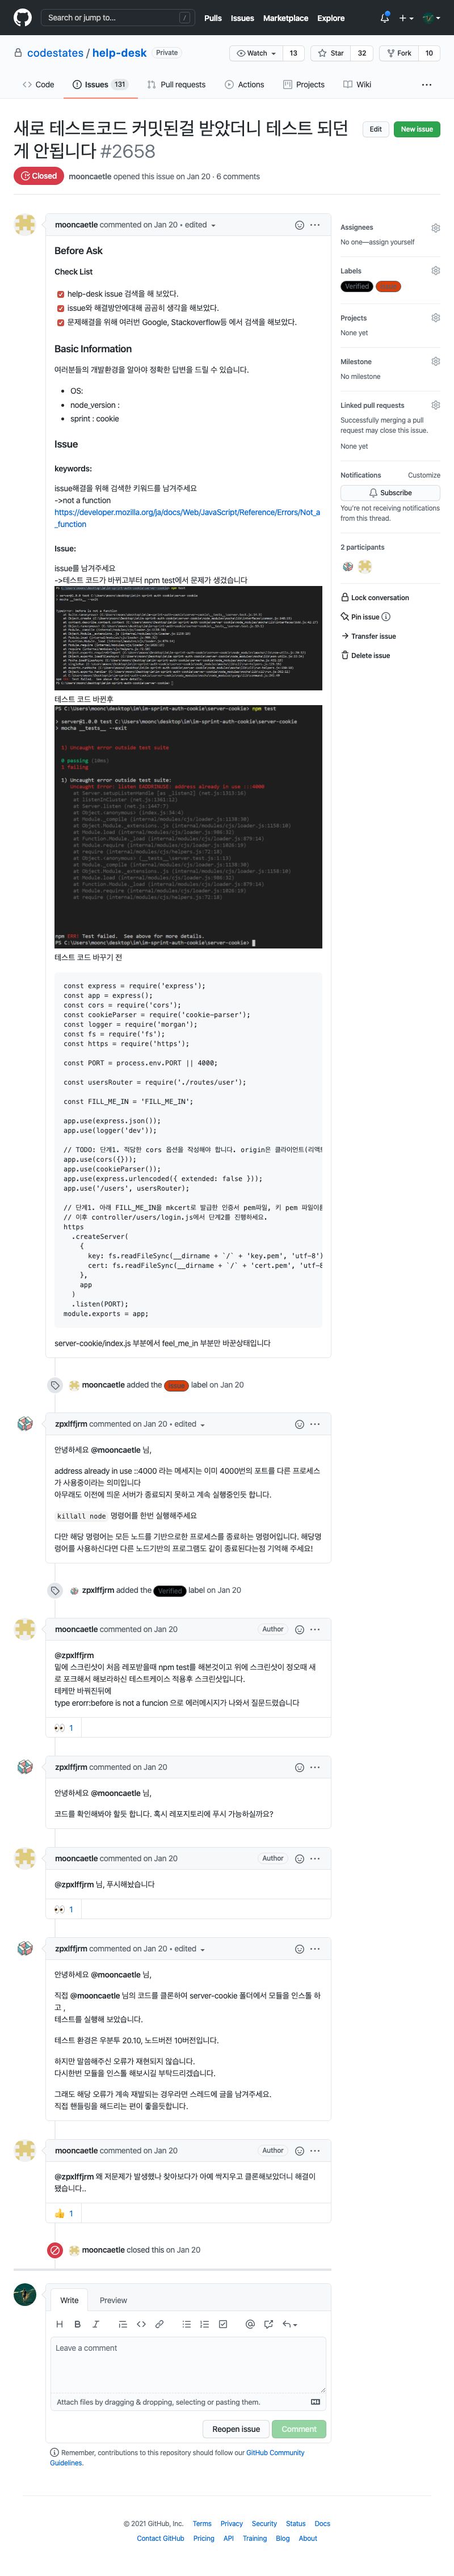 Search or jump to... /
Pulls Issues Marketplace Explore
codestates / help-desk Private
Watch 13 Star 32 Fork 10
Code Issues 131 Pull requests Actions Projects Wiki
새로 테스트코드 커밋된걸 받았더니 테스트 되던
게 안됩니다 #2658
Edit New issue
Closed mooncaetle opened this issue on Jan 20 · 6 comments
mooncaetle commented on Jan 20 • edited
Before Ask
Check List
help-desk issue 검색을 해 보았다.
issue와 해결방안에대해 곰곰히 생각을 해보았다.
문제해결을 위해 여러번 Google, Stackoverflow등 에서 검색을 해보았다.
Basic Information
여러분들의 개발환경을 알아야 정확한 답변을 드릴 수 있습니다.
OS:
node_version :
sprint : cookie
Issue
keywords:
issue해결을 위해 검색한 키워드를 남겨주세요
->not a function
https://developer.mozilla.org/ja/docs/Web/JavaScript/Reference/Errors/Not_a
_function
Issue:
issue를 남겨주세요
->테스트 코드가 바뀌고부터 npm test에서 문제가 생겼습니다
테스트 코드 바뀐후
PS C:\Users\moonc\desktop\im\im-sprint-auth-cookie\server-cookie> npm test
> server@1.0.0 test C:\Users\moonc\desktop\im\im-sprint-auth-cookie\server-cookie
> mocha __tests__ --exit
1) Uncaught error outside test suite
0 passing (10ms)
1 failing
1) Uncaught error outside test suite:
Uncaught Error: listen EADDRINUSE: address already in use :::4000
npm ERR! Test failed. See above for more details.
PS C:\Users\moonc\desktop\im\im-sprint-auth-cookie\server-cookie>
테스트 코드 바꾸기 전
const express = require('express');
const app = express();
const cors = require('cors');
const cookieParser = require('cookie-parser');
const logger = require('morgan');
const fs = require('fs');
const https = require('https');
const PORT = process.env.PORT || 4000;
const usersRouter = require('./routes/user');
const FILL_ME_IN = 'FILL_ME_IN';
app.use(express.json());
app.use(logger('dev'));
// TODO: 단계1. 적당한 cors 옵션을 작성해야 합니다. origin은 클라이언트(리액트
app.use(cors({}));
app.use(cookieParser());
app.use(express.urlencoded({ extended: false }));
app.use('/users', usersRouter);
// 단계1. 아래 FILL_ME_IN을 mkcert로 발급한 인증서 pem파일, 키 pem 파일이름
// 이후 controller/users/login.js에서 단계2를 진행하세요.
https
.createServer(
{
key: fs.readFileSync(__dirname + `/` + 'key.pem', 'utf-8')
cert: fs.readFileSync(__dirname + `/` + 'cert.pem', 'utf-8
},
app
)
.listen(PORT);
module.exports = app;
server-cookie/index.js 부분에서 feel_me_in 부분만 바꾼상태입니다
mooncaetle added the label on Jan 20
zpxlffjrm commented on Jan 20 • edited
안녕하세요 @mooncaetle 님,
address already in use ::4000 라는 메세지는 이미 4000번의 포트를 다른 프로세스
가 사용중이라는 의미입니다
아무래도 이전에 띄운 서버가 종료되지 못하고 계속 실행중인듯 합니다.
killall node 명령어를 한번 실행해주세요
다만 해당 명령어는 모든 노드를 기반으로한 프로세스를 종료하는 명령어입니다. 해당명
령어를 사용하신다면 다른 노드기반의 프로그램도 같이 종료된다는점 기억해 주세요!
zpxlffjrm added the Verified label on Jan 20
mooncaetle commented on Jan 20 Author
@zpxlffjrm
밑에 스크린샷이 처음 레포받을때 npm test를 해본것이고 위에 스크린샷이 정오때 새
로 포크해서 해보라하신 테스트케이스 적용후 스크린샷입니다.
테케만 바꿔진뒤에
type erorr:before is not a funcion 으로 에러메시지가 나와서 질문드렸습니다
1
zpxlffjrm commented on Jan 20
안녕하세요 @mooncaetle 님,
코드를 확인해봐야 할듯 합니다. 혹시 레포지토리에 푸시 가능하실까요?
mooncaetle commented on Jan 20 Author
@zpxlffjrm 님, 푸시해놨습니다
1
zpxlffjrm commented on Jan 20 • edited
안녕하세요 @mooncaetle 님,
직접 @mooncaetle 님의 코드를 클론하여 server-cookie 폴더에서 모듈을 인스톨 하
고 ,
테스트를 실행해 보았습니다.
테스트 환경은 우분투 20.10, 노드버전 10버전입니다.
하지만 말씀해주신 오류가 재현되지 않습니다.
다시한번 모듈을 인스톨 해보시길 부탁드리겠습니다.
그래도 해당 오류가 계속 재발되는 경우라면 스레드에 글을 남겨주세요.
직접 핸들링을 해드리는 편이 좋을듯합니다.
mooncaetle commented on Jan 20 Author
@zpxlffjrm 왜 저문제가 발생했나 찾아보다가 아예 싹지우고 클론해보았더니 해결이
됐습니다..
1
mooncaetle closed this on Jan 20
Write Preview
Leave a comment
Attach files by dragging & dropping, selecting or pasting them.
Reopen issue Comment
Remember, contributions to this repository should follow our GitHub Community
Guidelines.
Assignees
No one—assign yourself
Labels
Verified
Projects
None yet
Milestone
No milestone
Linked pull requests
Successfully merging a pull
request may close this issue.
None yet
Notifications Customize
Subscribe
You're not receiving notifications
from this thread.
2 participants
Lock conversation
Pin issue
Transfer issue
Delete issue
© 2021 GitHub, Inc. Terms Privacy Security Status Docs
Contact GitHub Pricing API Training Blog About